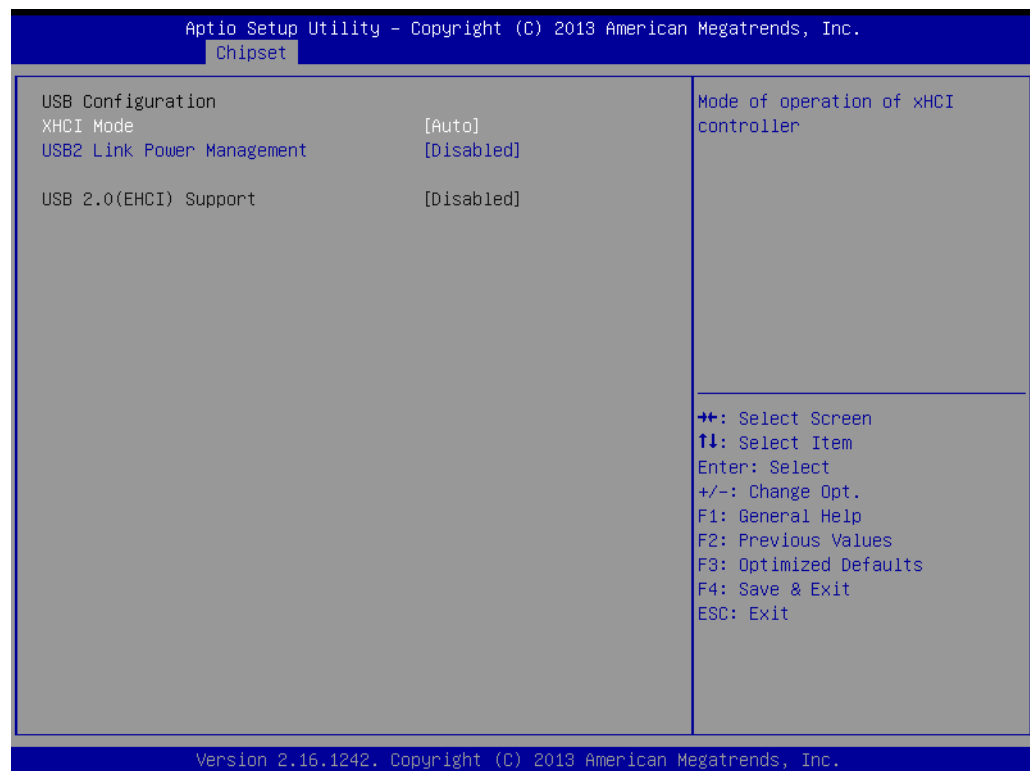 Aptio Setup Utility – Copyright (C) 2013 American Megatrends, Inc.
Chipset
USB Configuration
XHCI Mode [Auto]
USB2 Link Power Management [Disabled]
USB 2.0(EHCI) Support [Disabled]
Mode of operation of xHCI
controller
→←: Select Screen
↑↓: Select Item
Enter: Select
+/-: Change Opt.
F1: General Help
F2: Previous Values
F3: Optimized Defaults
F4: Save & Exit
ESC: Exit
Version 2.16.1242. Copyright (C) 2013 American Megatrends, Inc.